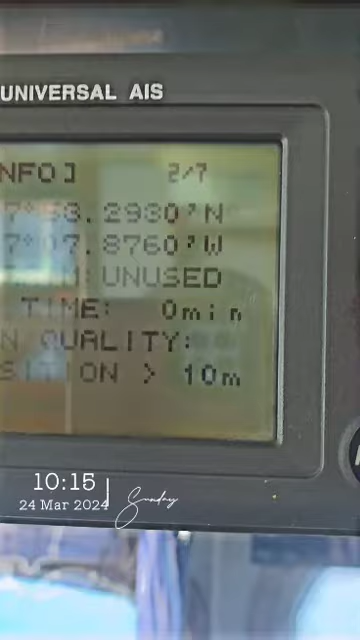 UNIVERSAL AIS
NFO] 2/7
7°58.2930'N
7°07.8760'W
M:UNUSED
TIME: 0min
N QUALITY:
SITION > 10m
10:15
24 Mar 2024
Sunday